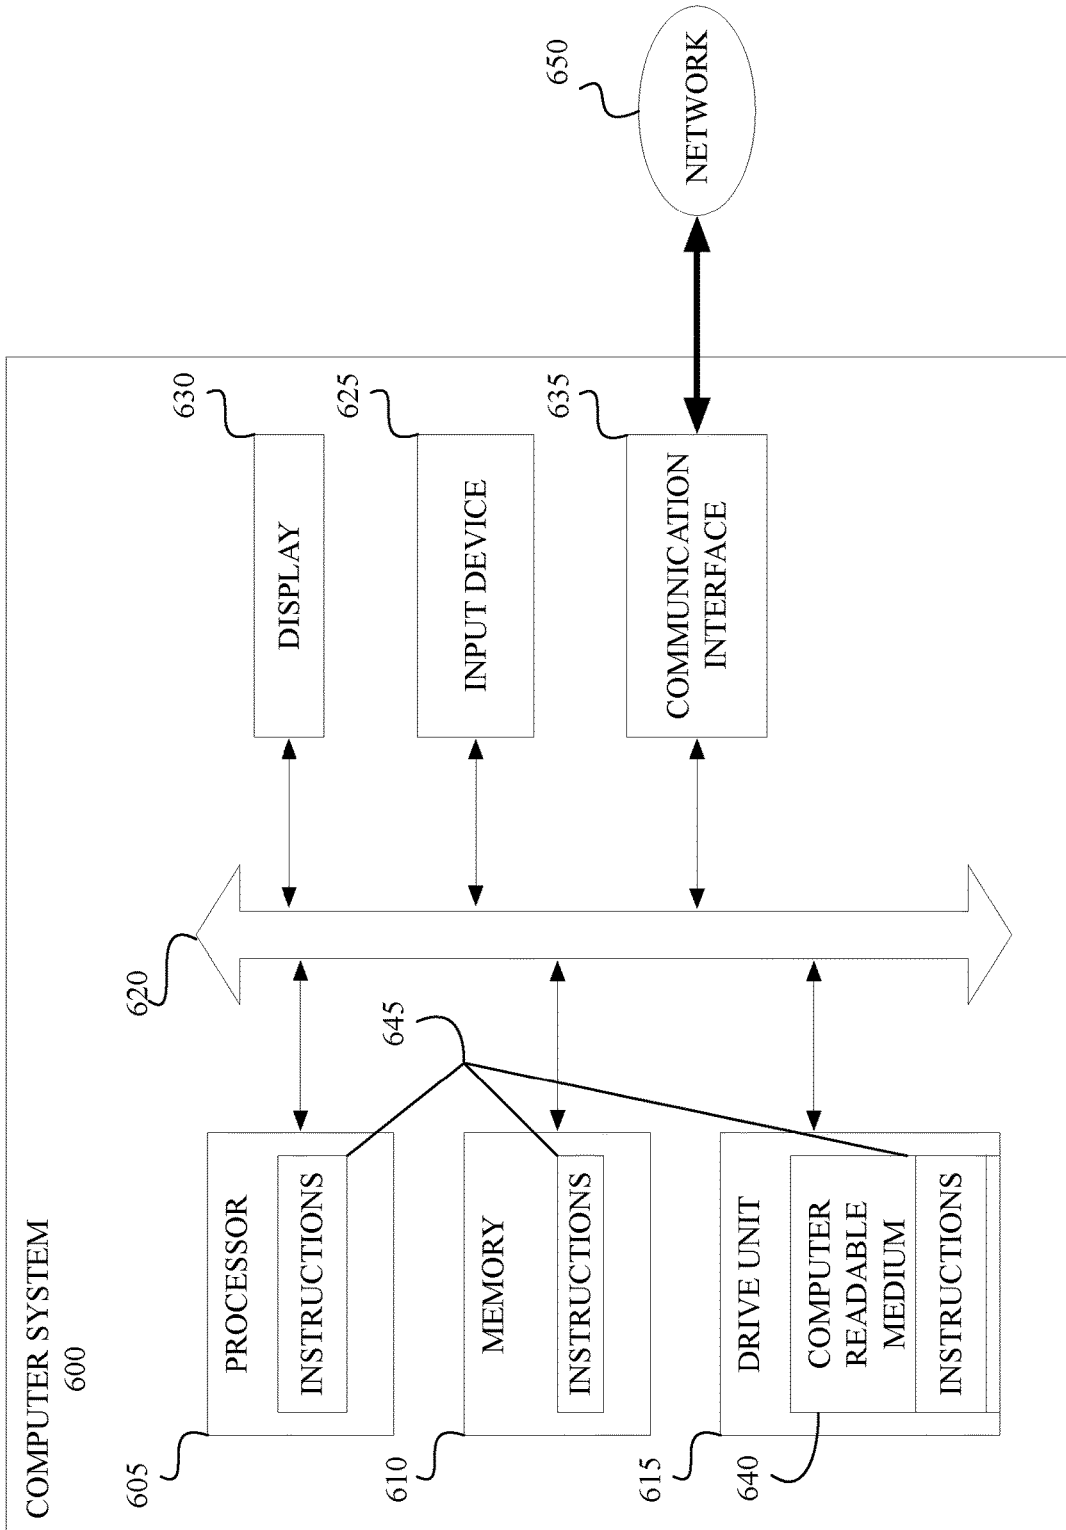 COMPUTER SYSTEM
600
605
PROCESSOR
INSTRUCTIONS
610
MEMORY
INSTRUCTIONS
645
615
DRIVE UNIT
640
COMPUTER
READABLE
MEDIUM
INSTRUCTIONS
620
DISPLAY
630
INPUT DEVICE
625
COMMUNICATION
INTERFACE
635
NETWORK
650